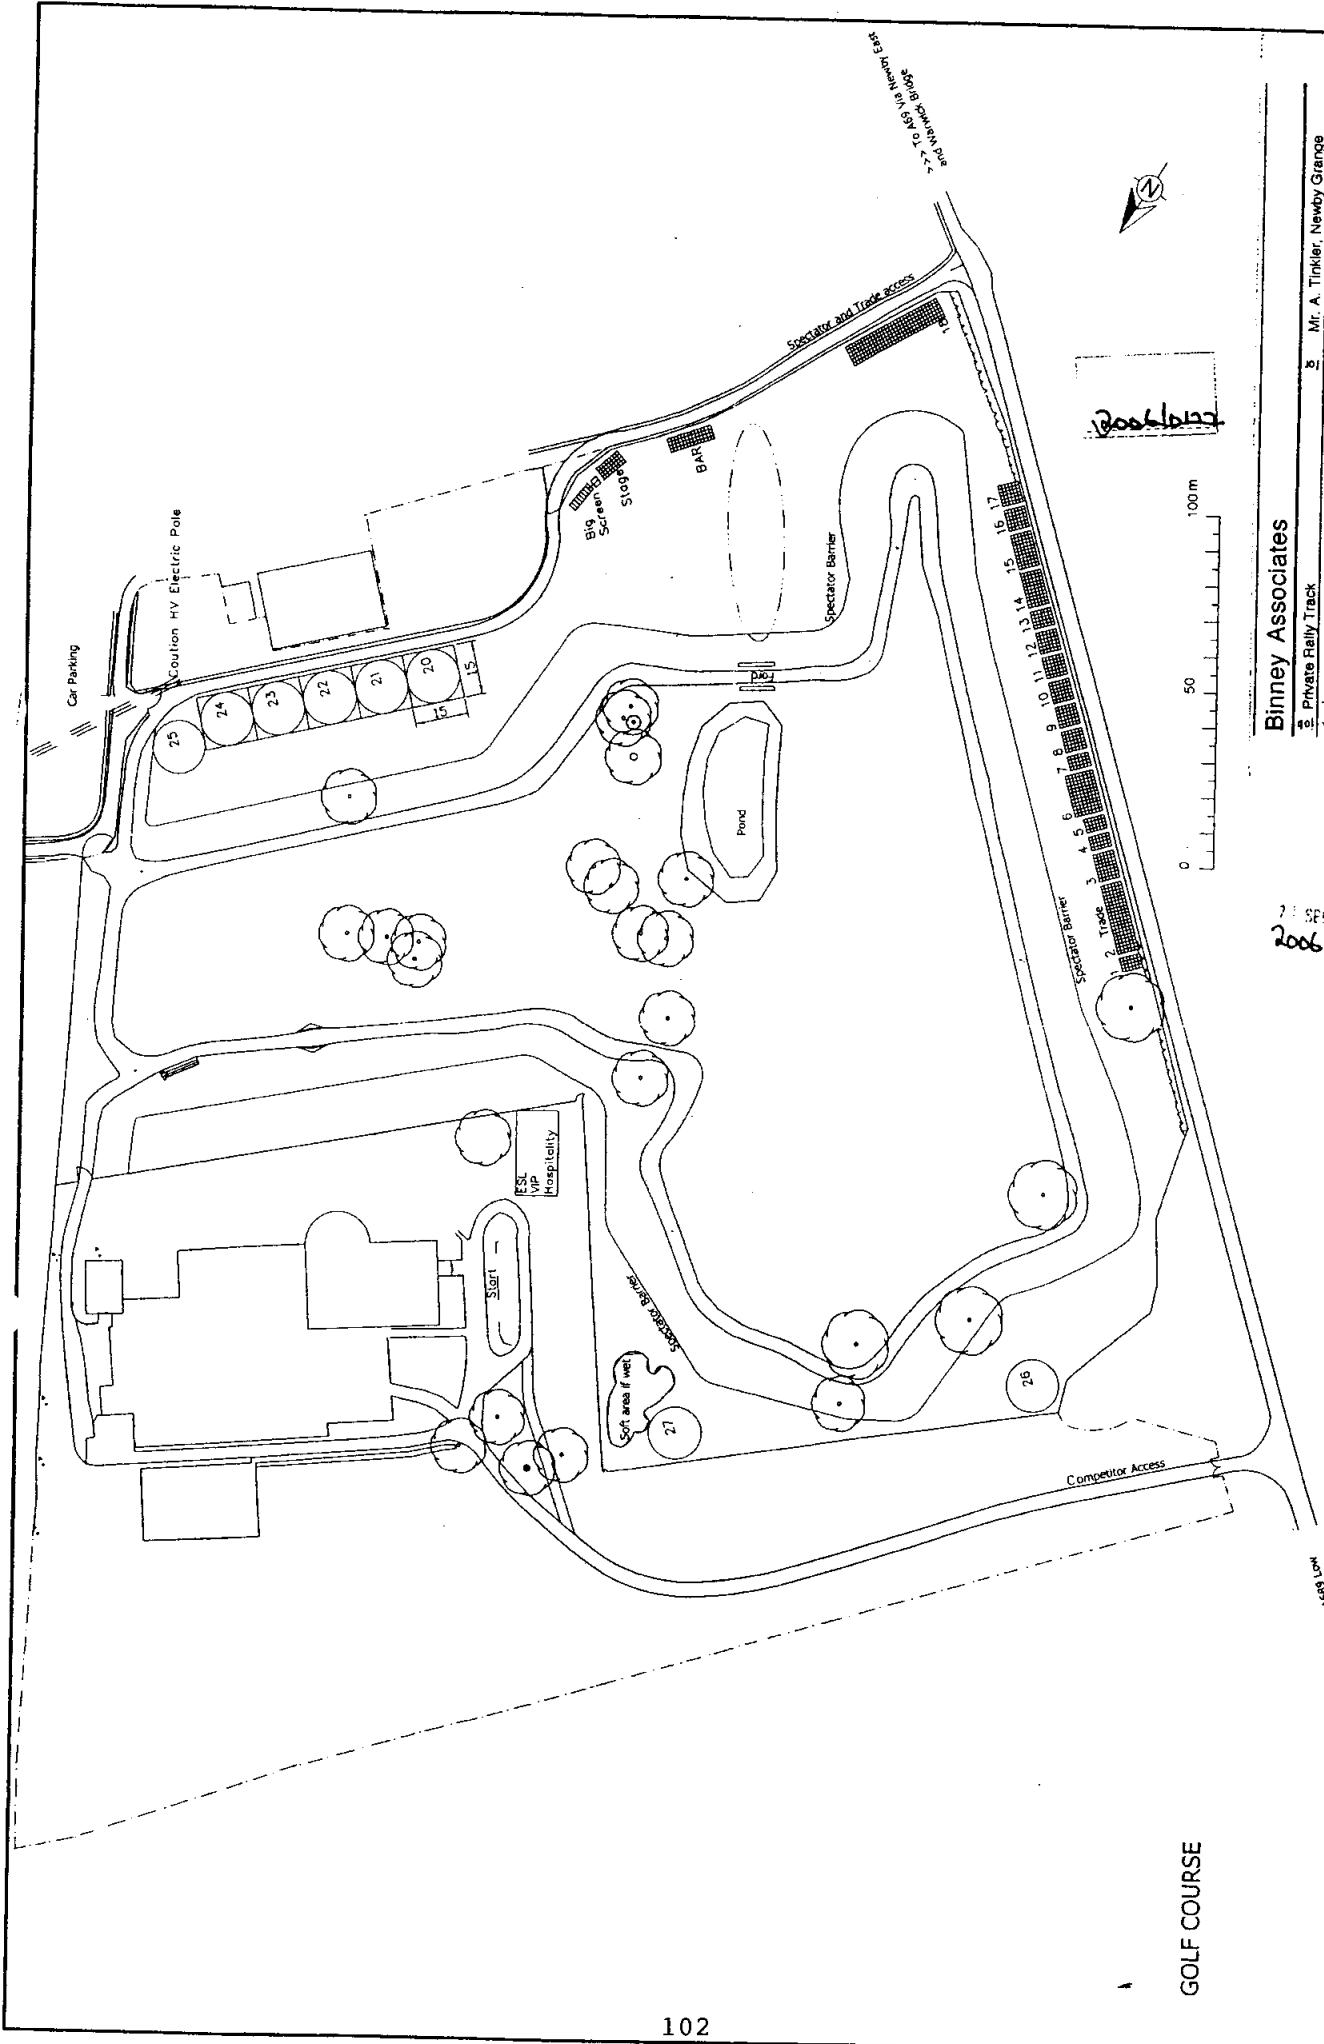 >>> To A69 Via Newby East
and Warwick Bridge
Spectator and Trade access
18
Car Parking
Caution HV Electric Pole
Big
Screen
Stage
BAR
25
24
23
22
21
20
15
15
Spectator Barrier
Ford
Pond
17
16
15
14
13
12
11
10
9
8
7
6
5
4
3
Trade
2
1
Spectator Barrier
ESL
VIP
Hospitality
Start
Spectator Barrier
Soft area if wet
27
26
Competitor Access
GOLF COURSE
N
0
50
100 m
Binney Associates
Private Rally Track
Mr. A. Tinkler, Newby Grange
2006
102